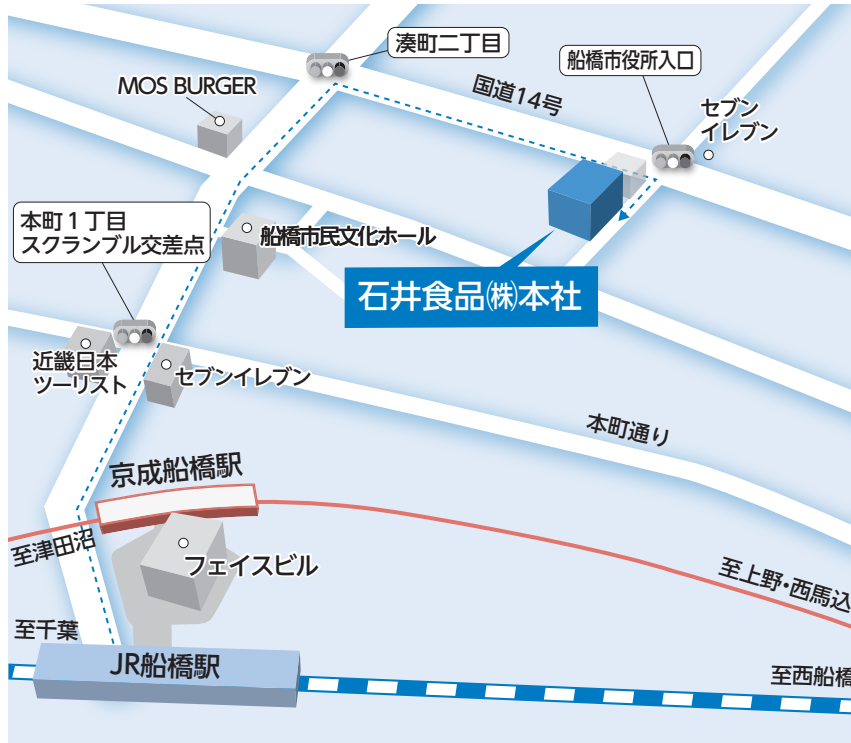 湊町二丁目
船橋市役所入口
国道14号
MOS BURGER
セブン
イレブン
本町1丁目
スクランブル交差点
船橋市民文化ホール
石井食品㈱本社
近畿日本
ツーリスト
セブンイレブン
本町通り
京成船橋駅
至津田沼
フェイスビル
至上野・西馬込
至千葉
JR船橋駅
至西船橋